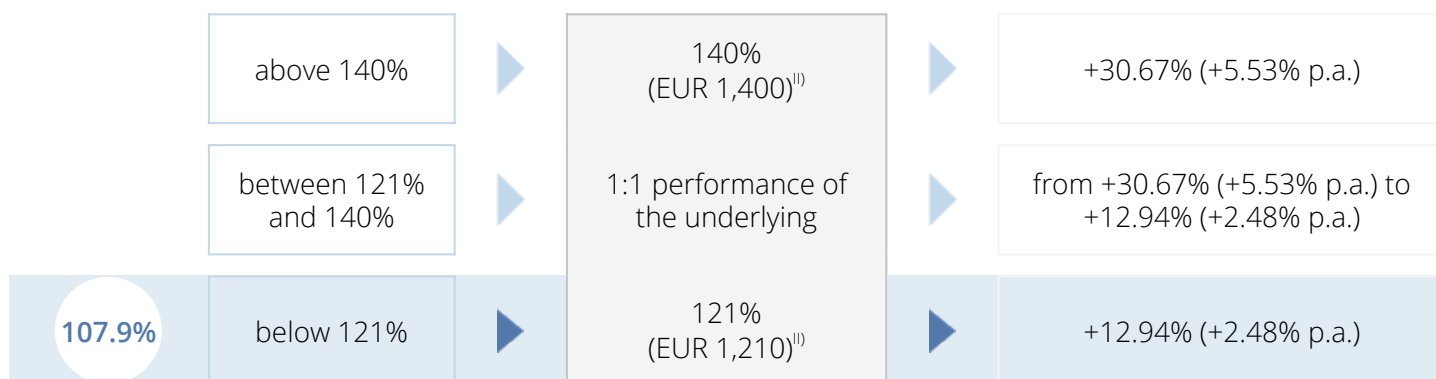 above 140%
140%
(EUR 1,400)II)
+30.67% (+5.53% p.a.)
between 121%
and 140%
1:1 performance of
the underlying
from +30.67% (+5.53% p.a.) to
+12.94% (+2.48% p.a.)
107.9%
below 121%
121%
(EUR 1,210)II)
+12.94% (+2.48% p.a.)